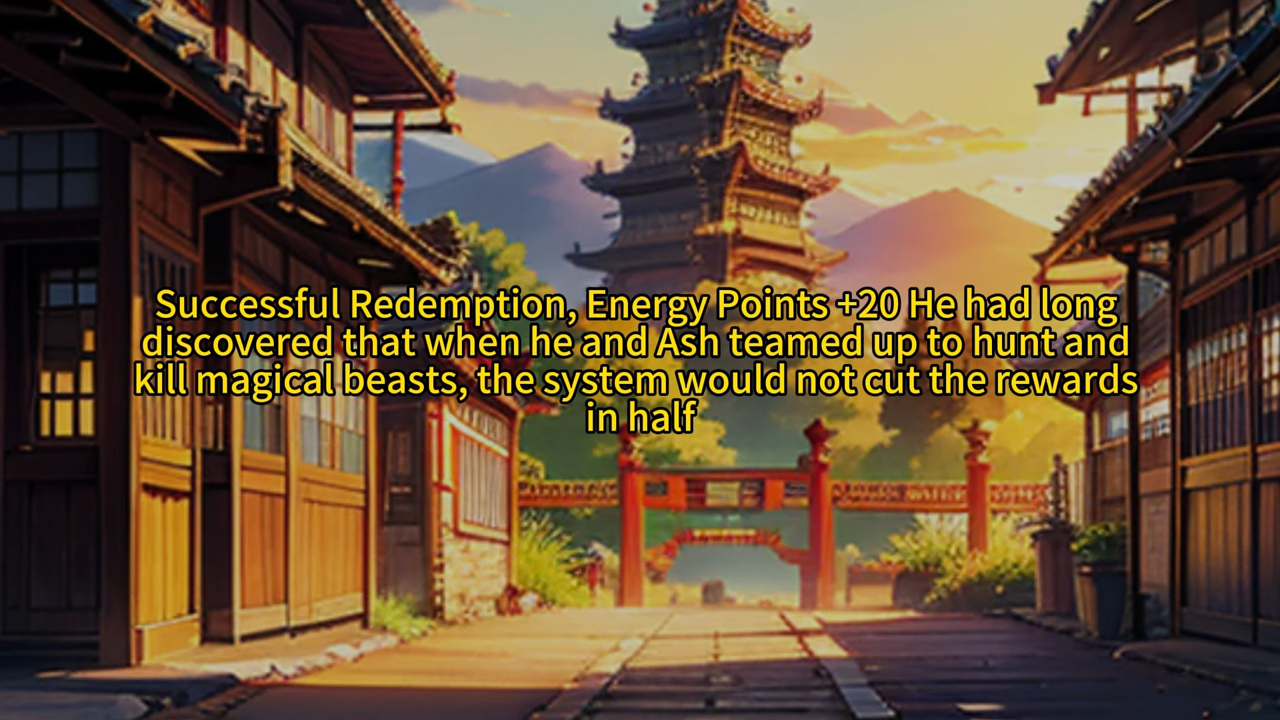 Successful Redemption, Energy Points +20 He had long
discovered that when he and Ash teamed up to hunt and
kill magical beasts, the system would not cut the rewards
in half